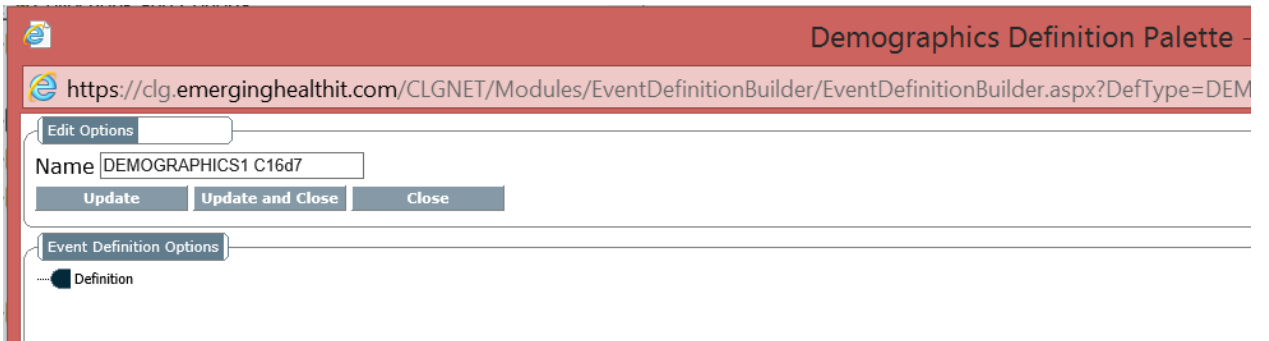 Demographics Definition Palette -
https://clg.emerginghealthit.com/CLGNET/Modules/EventDefinitionBuilder/EventDefinitionBuilder.aspx?DefType=DEM
Edit Options
Name DEMOGRAPHICS1 C16d7
Update Update and Close Close
Event Definition Options
Definition